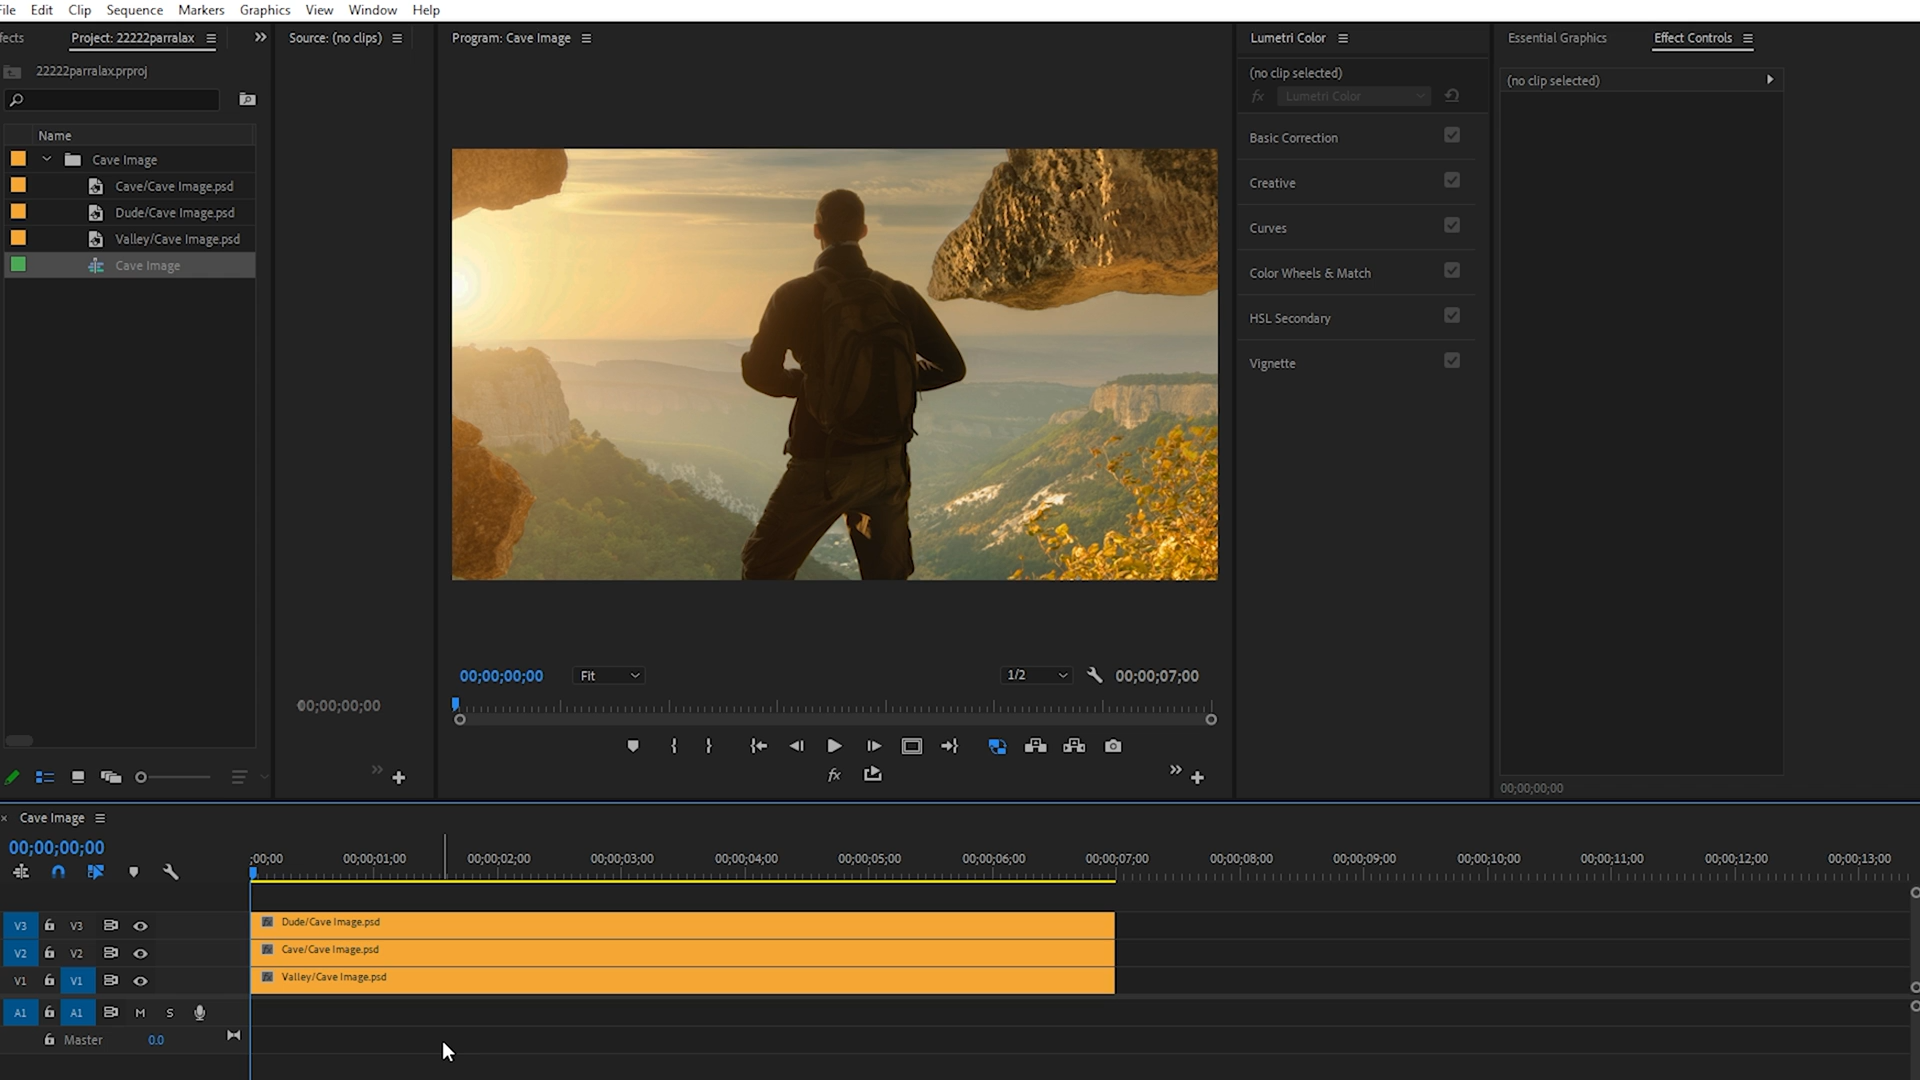 File Edit Clip Sequence Markers Graphics View Window Help
fects Project: 22222parralax Source: (no clips) Program: Cave Image Lumetri Color Essential Graphics Effect Controls
22222parralax.prproj
(no clip selected)
(no clip selected)
fx Lumetri Color
Name
Basic Correction
Cave Image
Creative
Cave/Cave Image.psd
Dude/Cave Image.psd
Curves
Valley/Cave Image.psd
Cave Image
Color Wheels & Match
HSL Secondary
Vignette
00;00;00;00 Fit 1/2 00;00;07;00
00;00;00;00
fx
00;00;00;00
Cave Image
00;00;00;00
;00;00 00;00;01;00 00;00;02;00 00;00;03;00 00;00;04;00 00;00;05;00 00;00;06;00 00;00;07;00 00;00;08;00 00;00;09;00 00;00;10;00 00;00;11;00 00;00;12;00 00;00;13;00
V3 V3 Dude/Cave Image.psd
V2 V2 Cave/Cave Image.psd
V1 V1 Valley/Cave Image.psd
A1 A1 M S
Master 0.0